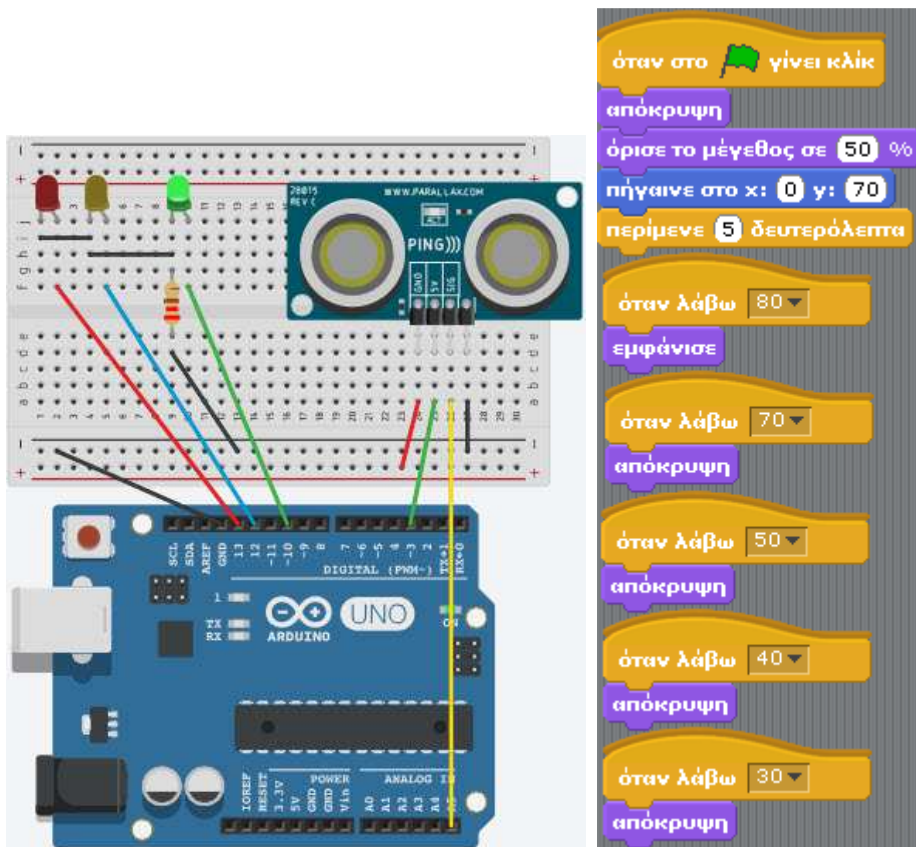 όταν στο γίνει κλίκ
απόκρυψη
όρισε το μέγεθος σε 50 %
πήγαινε στο x: 0 y: 70
περίμενε 5 δευτερόλεπτα
όταν λάβω 80
εμφάνισε
όταν λάβω 70
απόκρυψη
όταν λάβω 50
απόκρυψη
όταν λάβω 40
απόκρυψη
όταν λάβω 30
απόκρυψη
28015
REV C
WWW.PARALLAX.COM
PING)))
GND
5V
SIG
SCL
SDA
AREF
GND
13
12
~11
~10
~9
8
7
~6
~5
4
~3
2
TX→1
RX←0
DIGITAL (PWM~)
1
TX
RX
ARDUINO
UNO
ON
POWER
ANALOG IN
IOREF
RESET
3.3V
5V
GND
GND
Vin
A0
A1
A2
A3
A4
A5